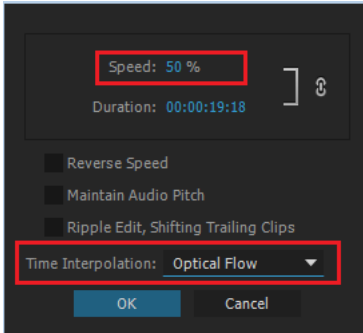 Speed: 50 %
Duration: 00:00:19:18
Reverse Speed
Maintain Audio Pitch
Ripple Edit, Shifting Trailing Clips
Time Interpolation: Optical Flow
OK Cancel